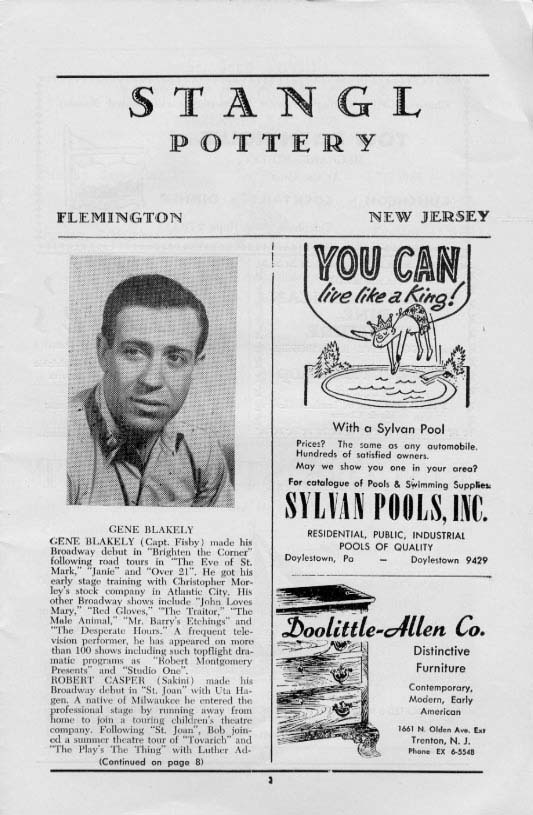 STANGL
POTTERY
FLEMINGTON NEW JERSEY
GENE BLAKELY
GENE BLAKELY (Capt. Fisby) made his
Broadway debut in "Brighten the Corner"
following road tours in "The Eve of St.
Mark," "Janie" and "Over 21". He got his
early stage training with Christopher Mor-
ley's stock company in Atlantic City. His
other Broadway shows include "John Loves
Mary," "Red Gloves," "The Traitor," "The
Male Animal," "Mr. Barry's Etchings" and
"The Desperate Hours." A frequent tele-
vision performer, he has appeared on more
than 100 shows including such topflight dra-
matic programs as "Robert Montgomery
Presents" and "Studio One".
ROBERT CASPER (Sakini) made his
Broadway debut in "St. Joan" with Uta Ha-
gen. A native of Milwauke he entered the
professional stage by running away from
home to join a touring children's theatre
company. Following "St. Joan", Bob join-
ed a summer theatre tour of "Tovarich" and
"The Play's The Thing" with Luther Ad-
(Continued on page 8)
YOU CAN
live like a King!
With a Sylvan Pool
Prices? The same as any automobile.
Hundreds of satisfied owners.
May we show you one in your area?
For catalogue of Pools & Swimming Supplies:
SYLVAN POOLS, INC.
RESIDENTIAL, PUBLIC, INDUSTRIAL
POOLS OF QUALITY
Doylestown, Pa — Doylestown 9429
Doolittle-Allen Co.
Distinctive
Furniture
Contemporary,
Modern, Early
American
1661 N. Olden Ave. Ext
Trenton, N. J.
Phone EX 6-5548
3